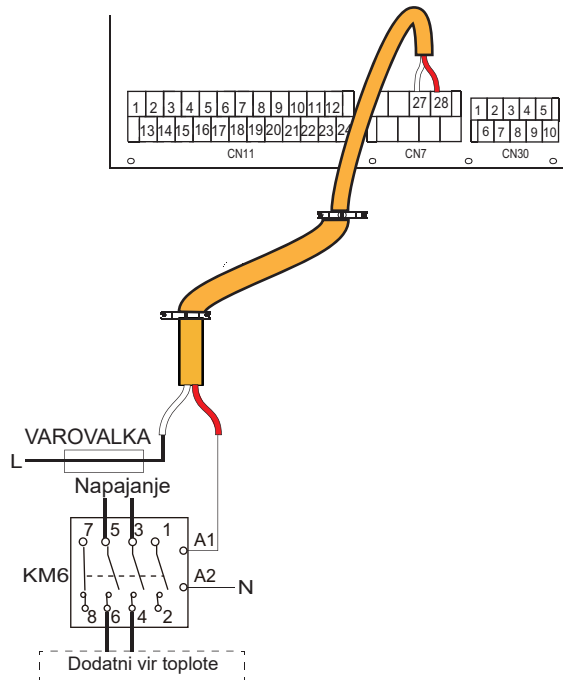 27 28
1 2 3 4 5 6 7 8 9 10 11 12
1 2 3 4 5
13 14 15 16 17 18 19 20 21 22 23 24
6 7 8 9 10
CN11 CN7 CN30
VAROVALKA
L
Napajanje
7 5 3 1
A1
KM6
A2
N
8 6 4 2
Dodatni vir toplote